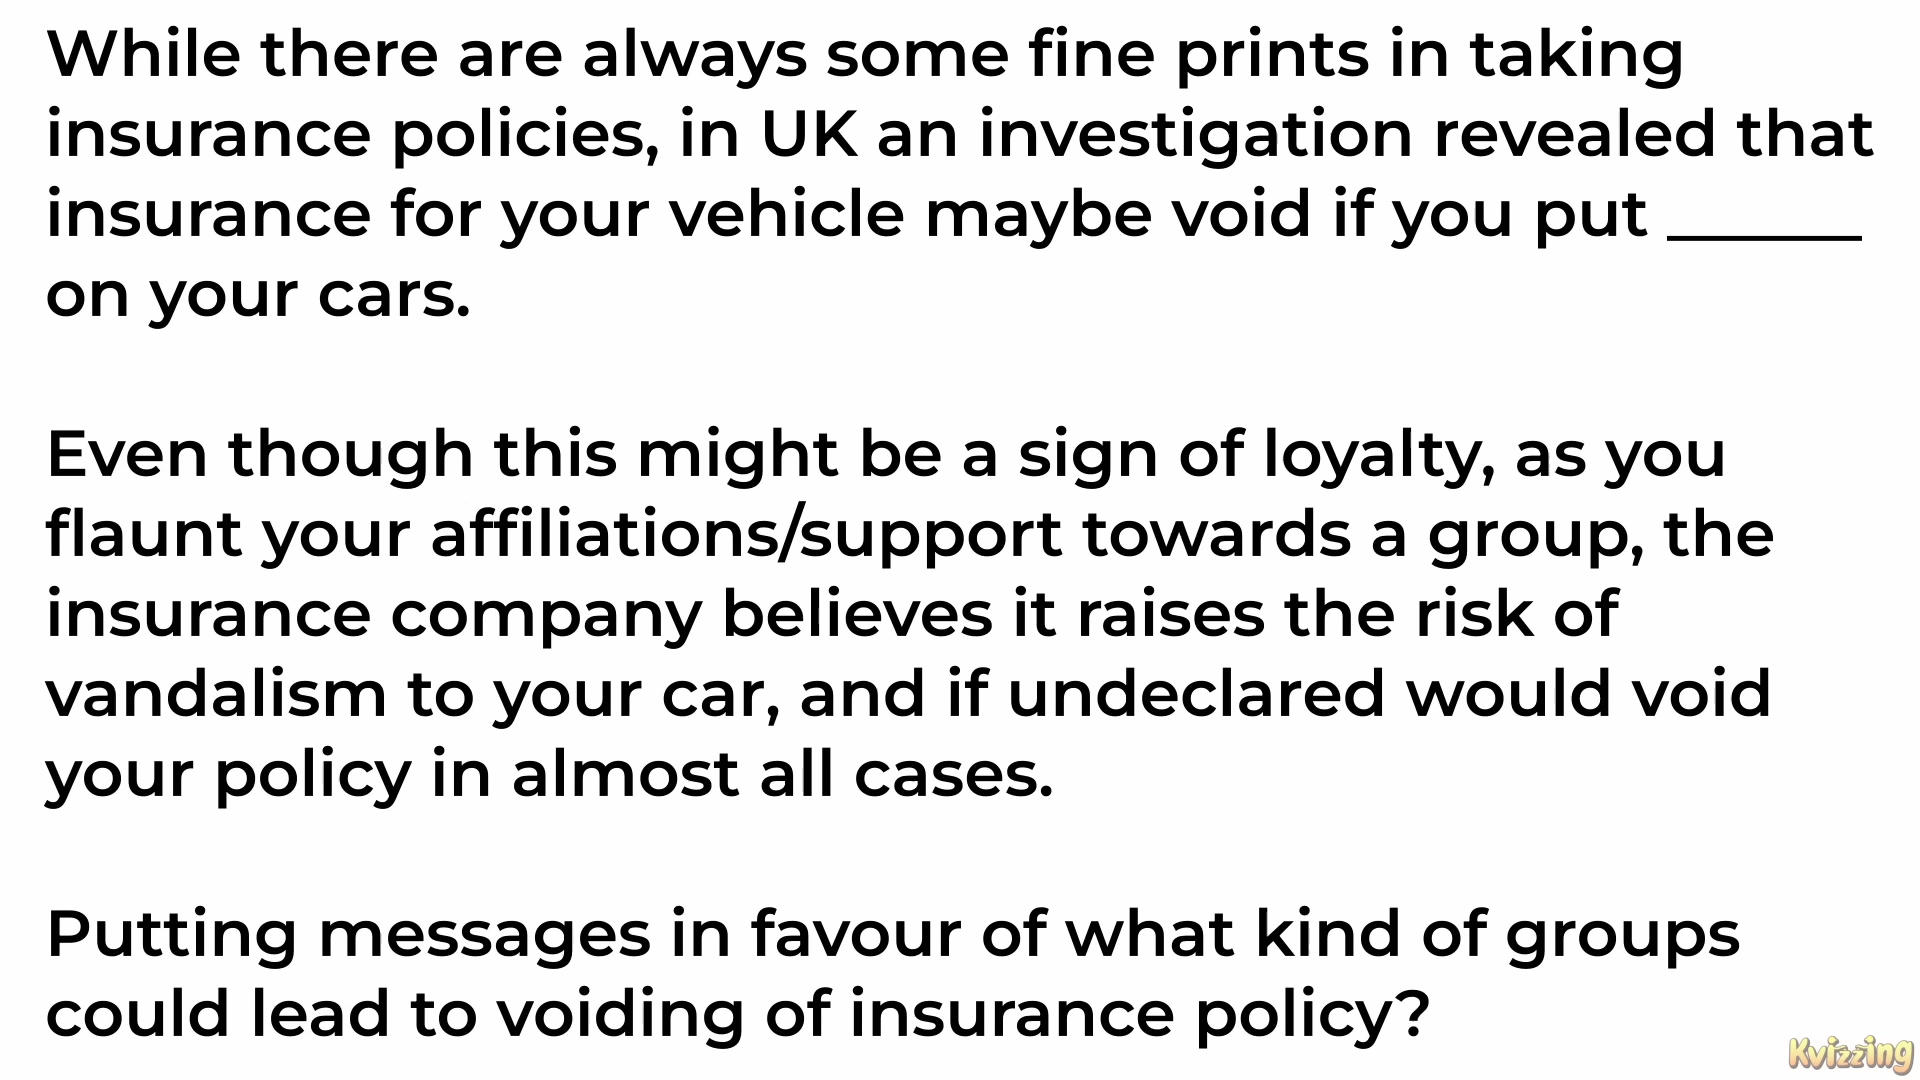 While there are always some fine prints in taking
insurance policies, in UK an investigation revealed that
insurance for your vehicle maybe void if you put ______
on your cars.
Even though this might be a sign of loyalty, as you
flaunt your affiliations/support towards a group, the
insurance company believes it raises the risk of
vandalism to your car, and if undeclared would void
your policy in almost all cases.
Putting messages in favour of what kind of groups
could lead to voiding of insurance policy?
Kvizzing